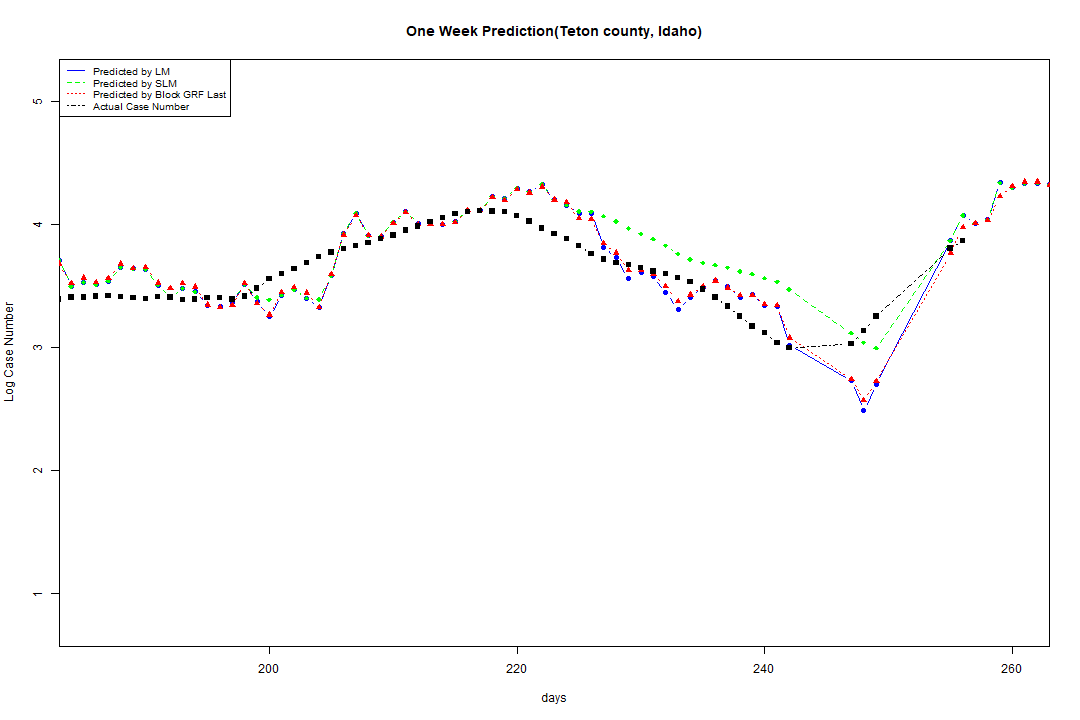 One Week Prediction(Teton county, Idaho)
Predicted by LM
Predicted by SLM
Predicted by Block GRF Last
Actual Case Number
5
4
3
2
1
Log Case Number
200
220
240
260
days